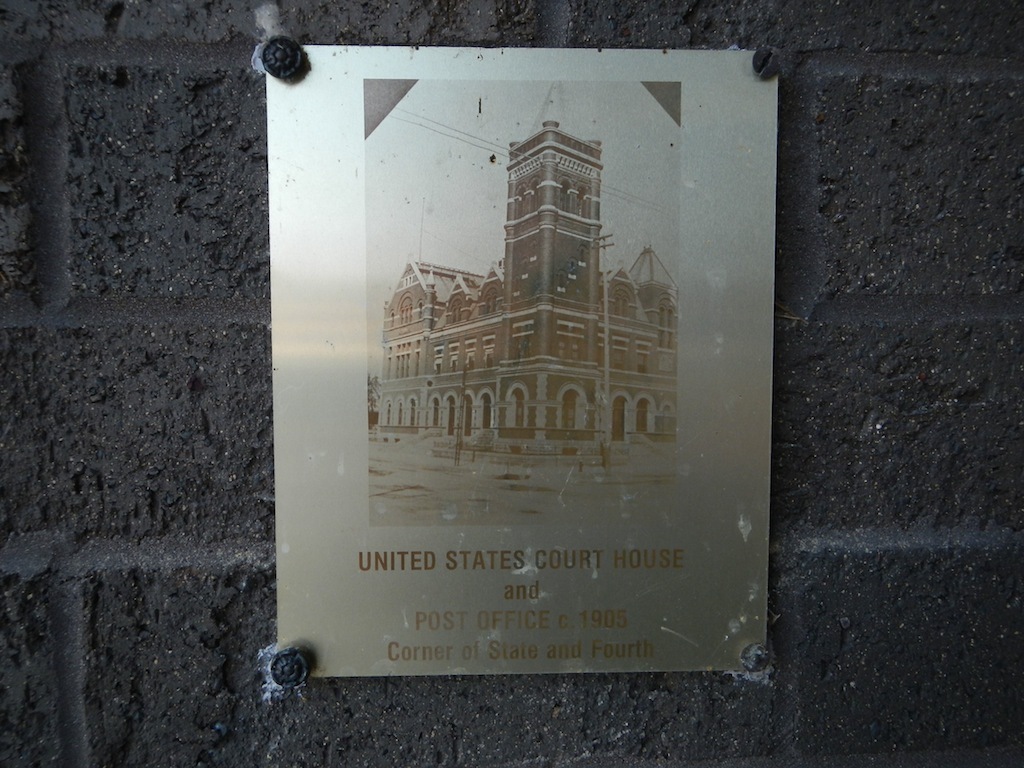 UNITED STATES COURT HOUSE
and
POST OFFICE c. 1905
Corner of State and Fourth